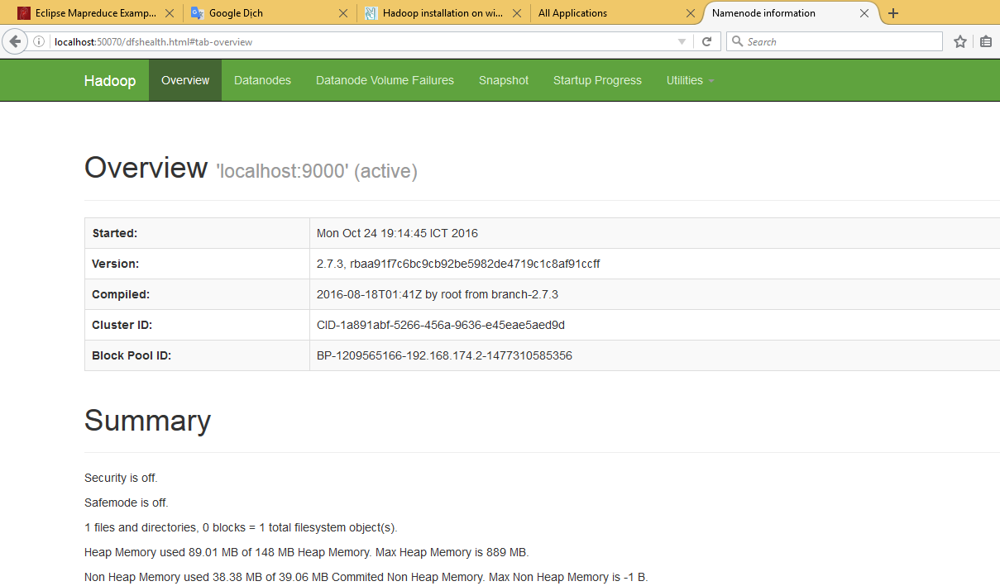 Eclipse Mapreduce Examp... Google Dịch Hadoop installation on wi... All Applications Namenode information
localhost:50070/dfshealth.html#tab-overview Search
Hadoop Overview Datanodes Datanode Volume Failures Snapshot Startup Progress Utilities
Overview 'localhost:9000' (active)
Started: Mon Oct 24 19:14:45 ICT 2016
Version: 2.7.3, rbaa91f7c6bc9cb92be5982de4719c1c8af91ccff
Compiled: 2016-08-18T01:41Z by root from branch-2.7.3
Cluster ID: CID-1a891abf-5266-456a-9636-e45eae5aed9d
Block Pool ID: BP-1209565166-192.168.174.2-1477310585356
Summary
Security is off.
Safemode is off.
1 files and directories, 0 blocks = 1 total filesystem object(s).
Heap Memory used 89.01 MB of 148 MB Heap Memory. Max Heap Memory is 889 MB.
Non Heap Memory used 38.38 MB of 39.06 MB Commited Non Heap Memory. Max Non Heap Memory is -1 B.